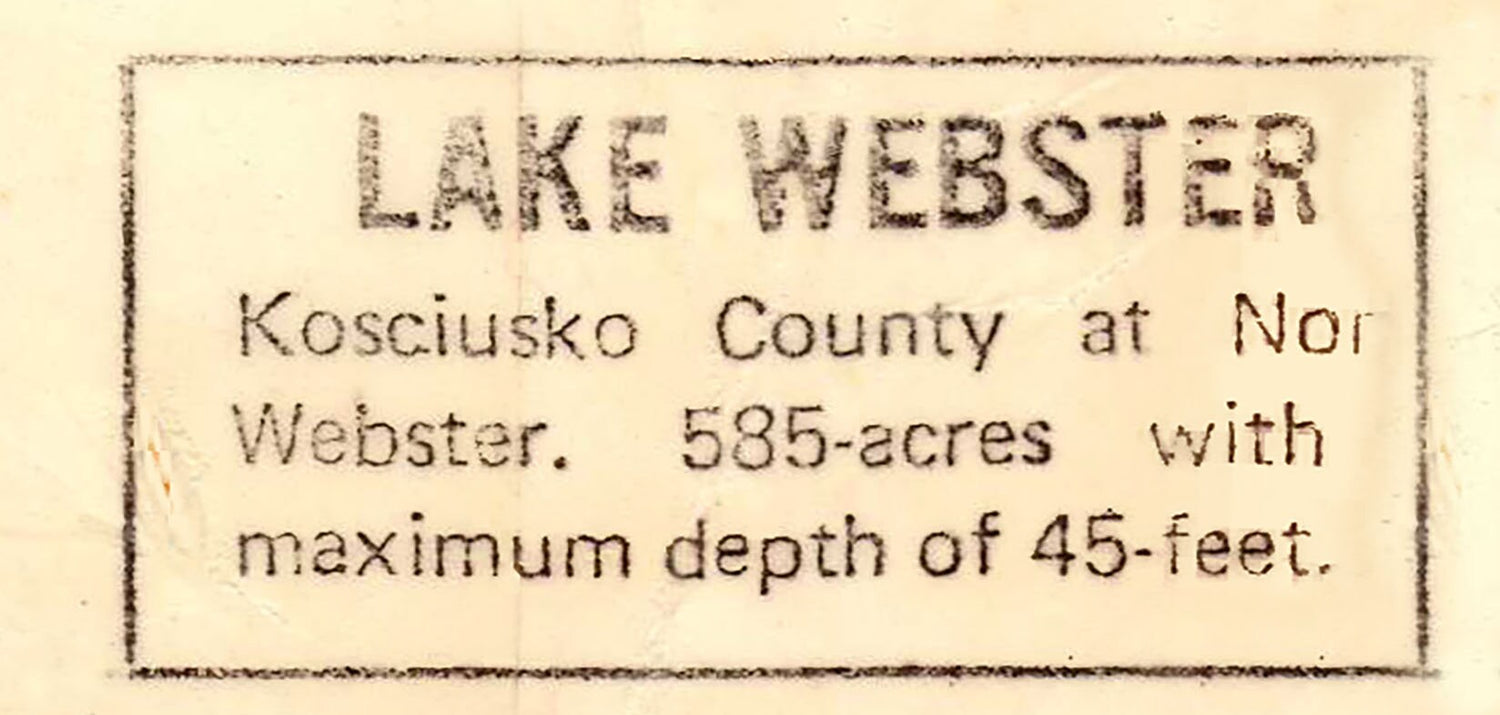 LAKE WEBSTER
Kosciusko County at Nor
Webster. 585-acres with
maximum depth of 45-feet.